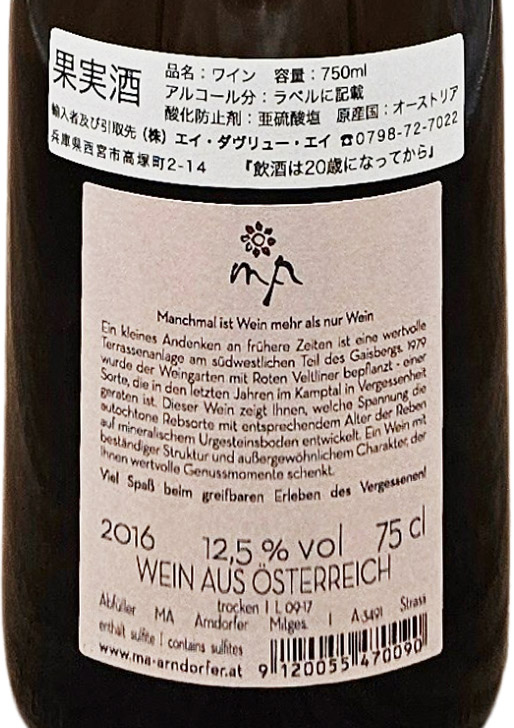 果実酒
品名：ワイン 容量：750ml
アルコール分：ラベルに記載
酸化防止剤：亜硫酸塩 原産国：オーストリア
輸入者及び引取先（株）エイ・ダヴリュー・エイ ☎0798-72-7022
兵庫県西宮市高塚町2-14 『飲酒は20歳になってから』
mp
Manchmal ist Wein mehr als nur Wein
Ein kleines Andenken an frühere Zeiten ist eine wertvolle
Terrassenanlage am südwestlichen Teil des Gaisbergs. 1979
wurde der Weingarten mit Roten Veltliner bepflanzt - einer
Sorte, die in den letzten Jahren im Kamptal in Vergessenheit
geraten ist. Dieser Wein zeigt Ihnen, welche Spannung die
autochtone Rebsorte mit entsprechendem Alter der Reben
auf mineralischem Urgesteinsboden entwickelt. Ein Wein mit
beständiger Struktur und außergewöhnlichem Charakter, der
Ihnen wertvolle Genussmomente schenkt.
Viel Spaß beim greifbaren Erleben des Vergessenen!
2016 12,5 % vol 75 cl
WEIN AUS ÖSTERREICH
trocken | L 09-17
Abfüller MA Arndorfer Milges. | A-3491 Strass
enthält sulfite | contains sulfites
www.ma-arndorfer.at
9 120055 470090